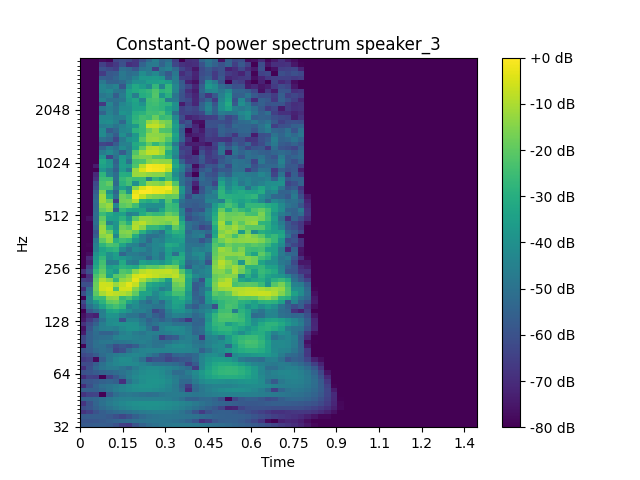 Constant-Q power spectrum speaker_3
Hz
2048
1024
512
256
128
64
32
0 0.15 0.3 0.45 0.6 0.75 0.9 1.1 1.2 1.4
Time
+0 dB
-10 dB
-20 dB
-30 dB
-40 dB
-50 dB
-60 dB
-70 dB
-80 dB